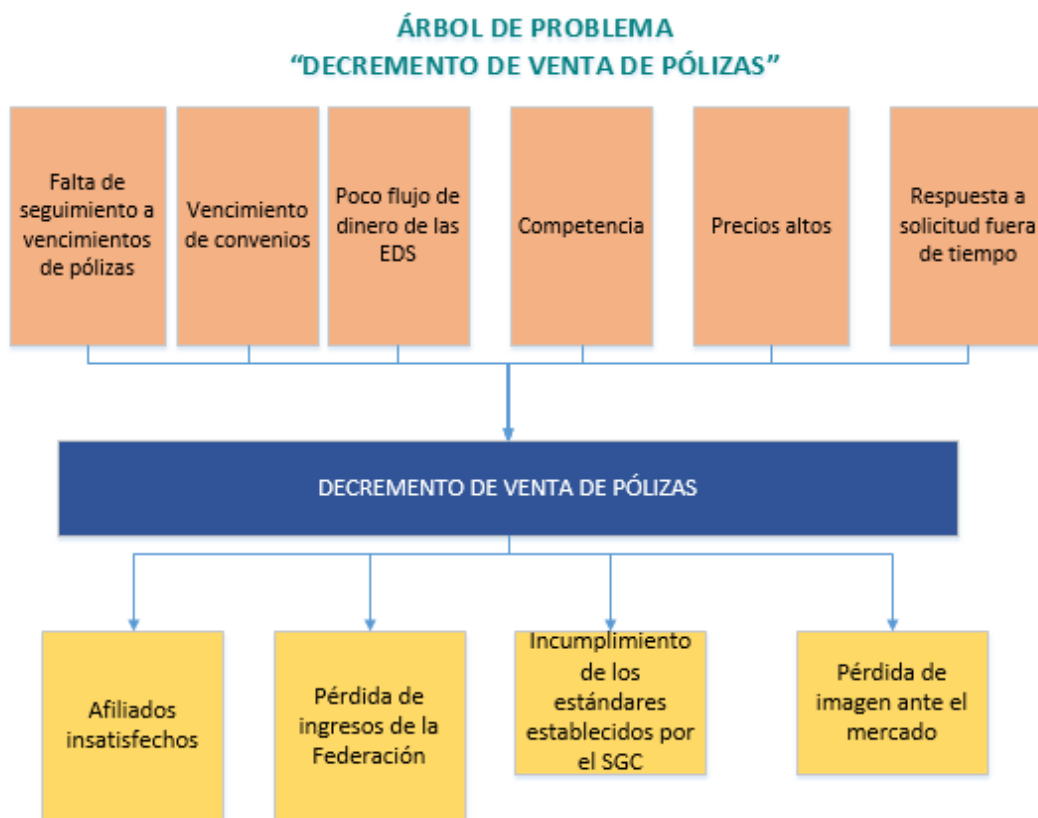 ÁRBOL DE PROBLEMA
“DECREMENTO DE VENTA DE PÓLIZAS”
Falta de
seguimiento a
vencimientos
de pólizas
Vencimiento
de convenios
Poco flujo de
dinero de las
EDS
Competencia
Precios altos
Respuesta a
solicitud fuera
de tiempo
DECREMENTO DE VENTA DE PÓLIZAS
Afiliados
insatisfechos
Pérdida de
ingresos de la
Federación
Incumplimiento
de los
estándares
establecidos por
el SGC
Pérdida de
imagen ante el
mercado